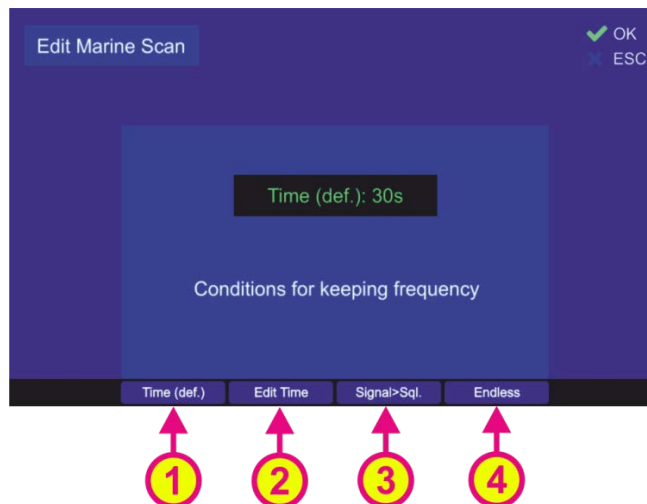 Edit Marine Scan
OK
ESC
Time (def.): 30s
Conditions for keeping frequency
Time (def.) Edit Time Signal>Sql. Endless
1 2 3 4